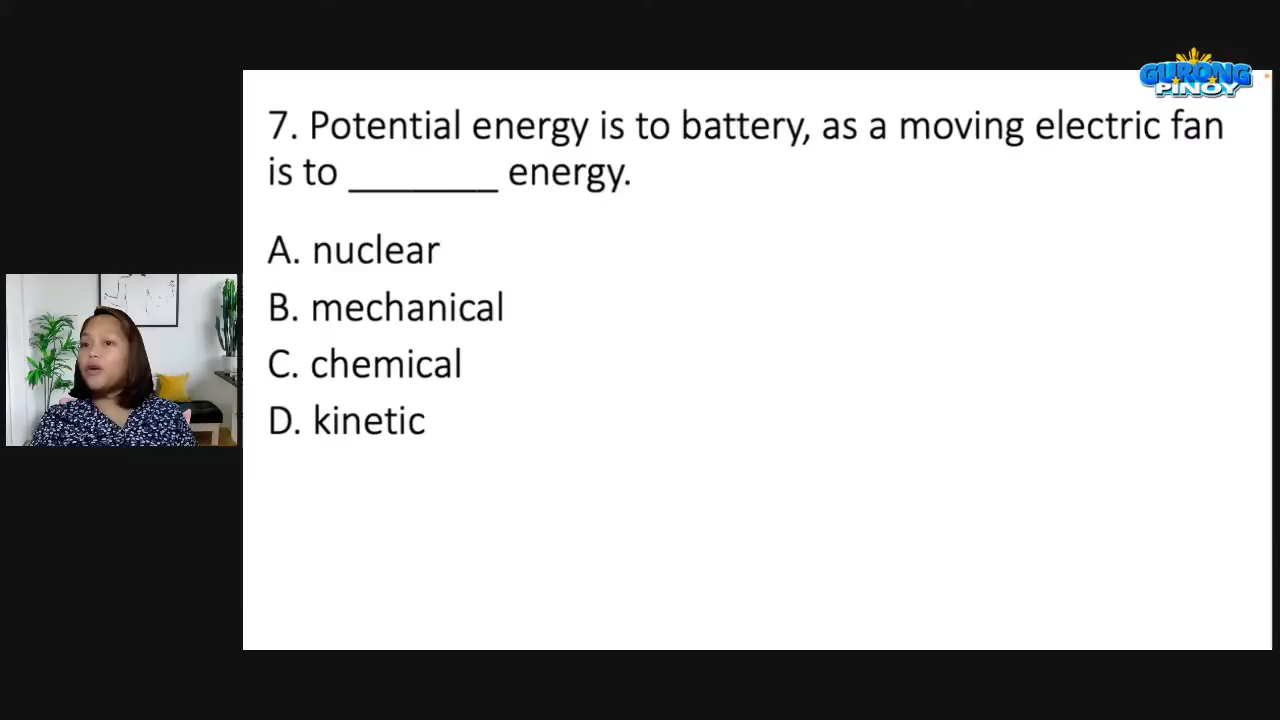 GURONG
PINOY
7. Potential energy is to battery, as a moving electric fan
is to _______ energy.
A. nuclear
B. mechanical
C. chemical
D. kinetic